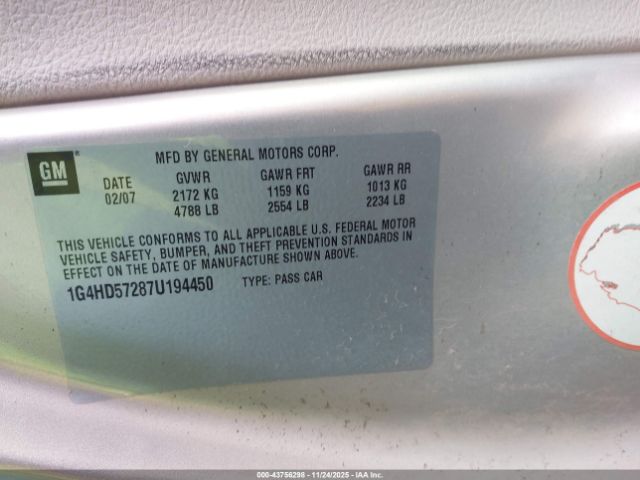 GM
MFD BY GENERAL MOTORS CORP.
DATE GVWR GAWR FRT GAWR RR
02/07 2172 KG 1159 KG 1013 KG
4788 LB 2554 LB 2234 LB
THIS VEHICLE CONFORMS TO ALL APPLICABLE U.S. FEDERAL MOTOR
VEHICLE SAFETY, BUMPER, AND THEFT PREVENTION STANDARDS IN
EFFECT ON THE DATE OF MANUFACTURE SHOWN ABOVE.
1G4HD57287U194450 TYPE: PASS CAR
000-43756298 - 11/24/2025 - IAAI.COM